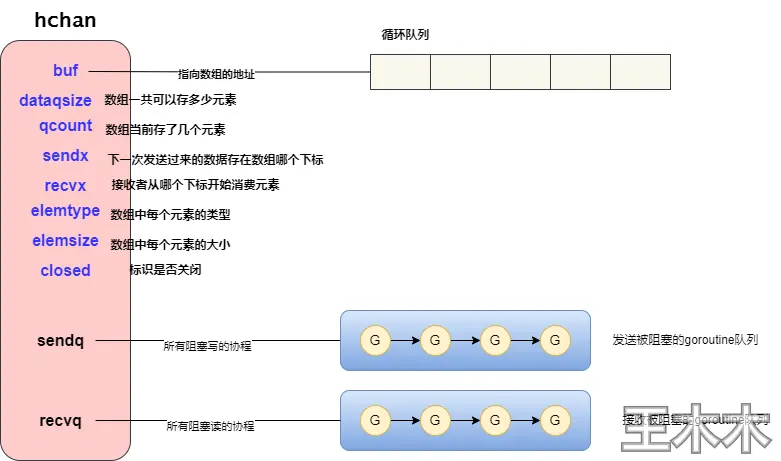 hchan
循环队列
buf
指向数组的地址
dataqsize 数组一共可以存多少元素
qcount 数组当前存了几个元素
sendx 下一次发送过来的数据存在数组哪个下标
recvx 接收者从哪个下标开始消费元素
elemtype 数组中每个元素的类型
elemsize 数组中每个元素的大小
closed 标识是否关闭
sendq 所有阻塞写的协程 G G G G 发送被阻塞的goroutine队列
recvq 所有阻塞读的协程 G G G G 接收被阻塞的goroutine队列
王木木